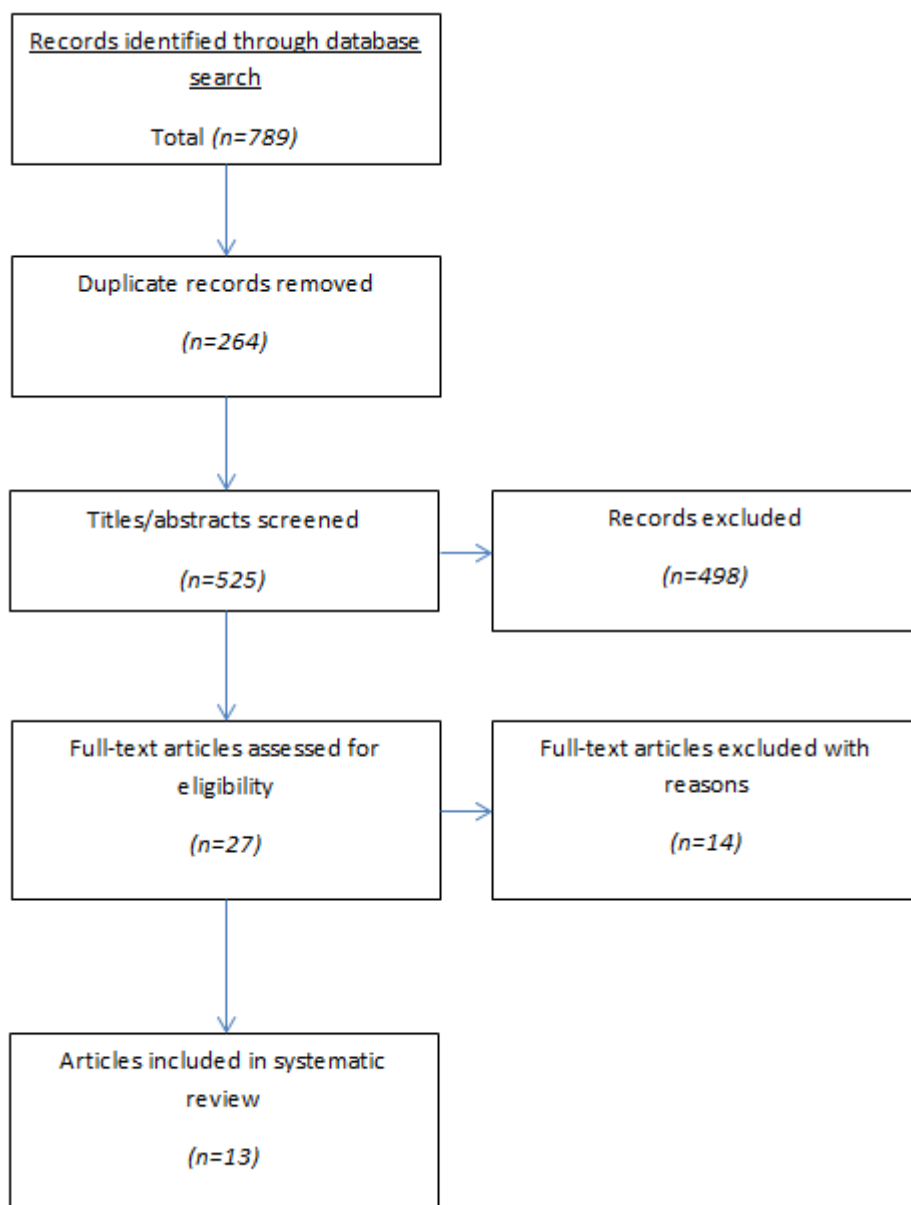 Records identified through database
search
Total (n=789)
Duplicate records removed
(n=264)
Titles/abstracts screened
(n=525)
Records excluded
(n=498)
Full-text articles assessed for
eligibility
(n=27)
Full-text articles excluded with
reasons
(n=14)
Articles included in systematic
review
(n=13)